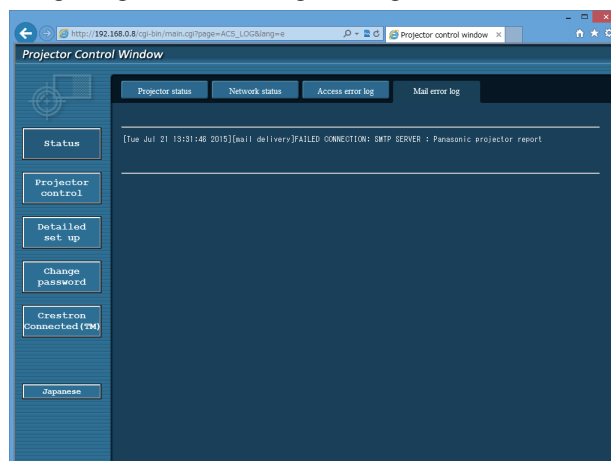 http://192.168.0.8/cgi-bin/main.cgi?page=ACS_LOG&lang=e
Projector control window
Projector Control Window
Projector status
Network status
Access error log
Mail error log
[Tue Jul 21 13:31:46 2015][mail delivery]FAILED CONNECTION: SMTP SERVER : Panasonic projector report
Status
Projector
control
Detailed
set up
Change
password
Crestron
Connected(TM)
Japanese